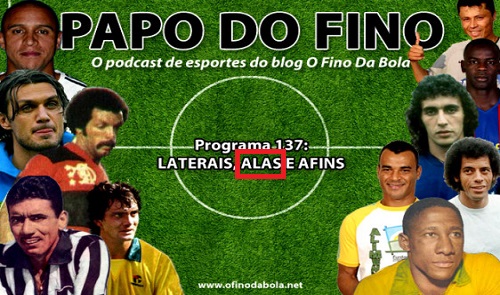 PAPO DO FINO
O podcast de esportes do blog O Fino Da Bola
Programa 137:
LATERAIS, ALAS E AFINS
www.ofinodabola.net